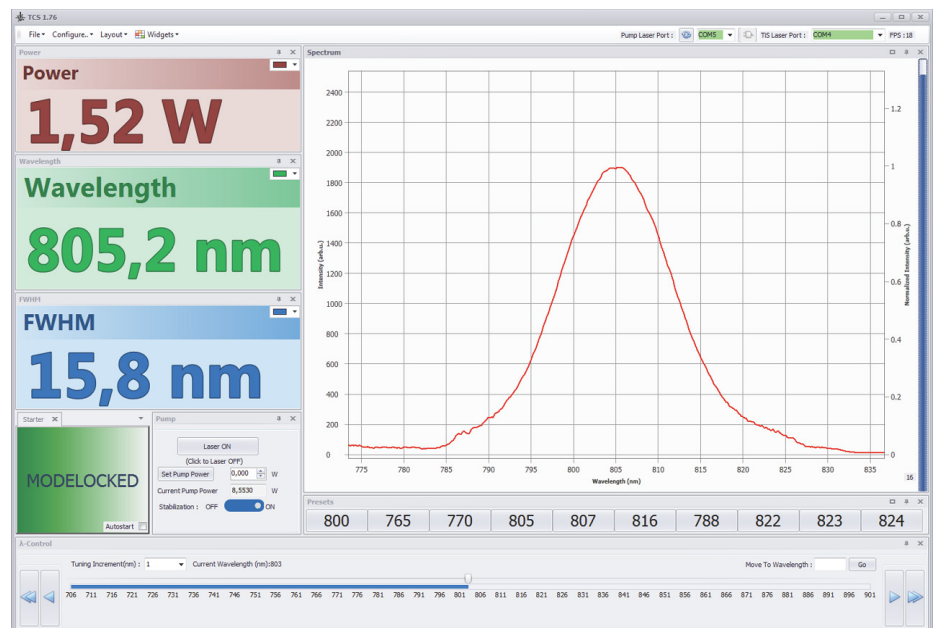 TCS 1.76
File Configure.. Layout Widgets Pump Laser Port : COM5 TIS Laser Port : COM4 FPS :18
Power
Power
1,52 W
Wavelength
Wavelength
805,2 nm
FWHM
FWHM
15,8 nm
Starter
MODELOCKED
Autostart
Pump
Laser ON
(Click to Laser OFF)
Set Pump Power 0,000 W
Current Pump Power 8,5530 W
Stabilization : OFF ON
Spectrum
2400
2200
2000
1800
1600
1400
1200
1000
800
600
400
200
0
Intensity (arb.u.)
1.2
1
0.8
0.6
0.4
0.2
0
Normalized Intensity (arb.u.)
775 780 785 790 795 800 805 810 815 820 825 830 835
Wavelength (nm)
16
Presets
800 765 770 805 807 816 788 822 823 824
λ-Control
Tuning Increment(nm) : 1 Current Wavelength (nm):803 Move To Wavelength : Go
706 711 716 721 726 731 736 741 746 751 756 761 766 771 776 781 786 791 796 801 806 811 816 821 826 831 836 841 846 851 856 861 866 871 876 881 886 891 896 901